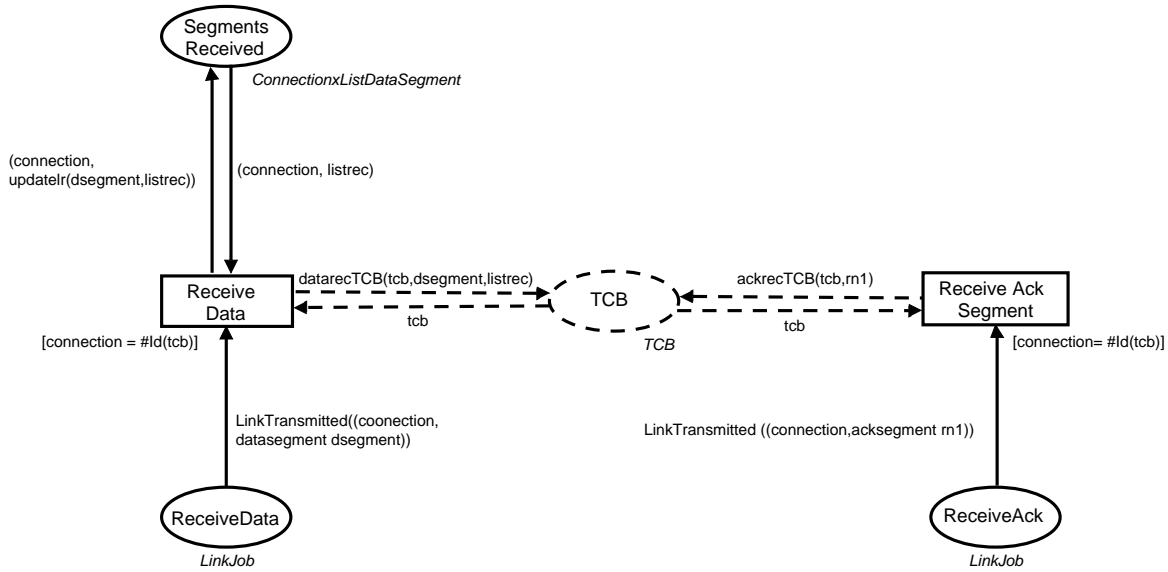 Segments
Received
ConnectionxListDataSegment
(connection,
updatelr(dsegment,listrec))
(connection, listrec)
Receive
Data
[connection = #Id(tcb)]
datarecTCB(tcb,dsegment,listrec)
tcb
TCB
TCB
ackrecTCB(tcb,rn1)
tcb
Receive Ack
Segment
[connection= #Id(tcb)]
LinkTransmitted((coonection,
datasegment dsegment))
LinkTransmitted ((connection,acksegment rn1))
ReceiveData
LinkJob
ReceiveAck
LinkJob